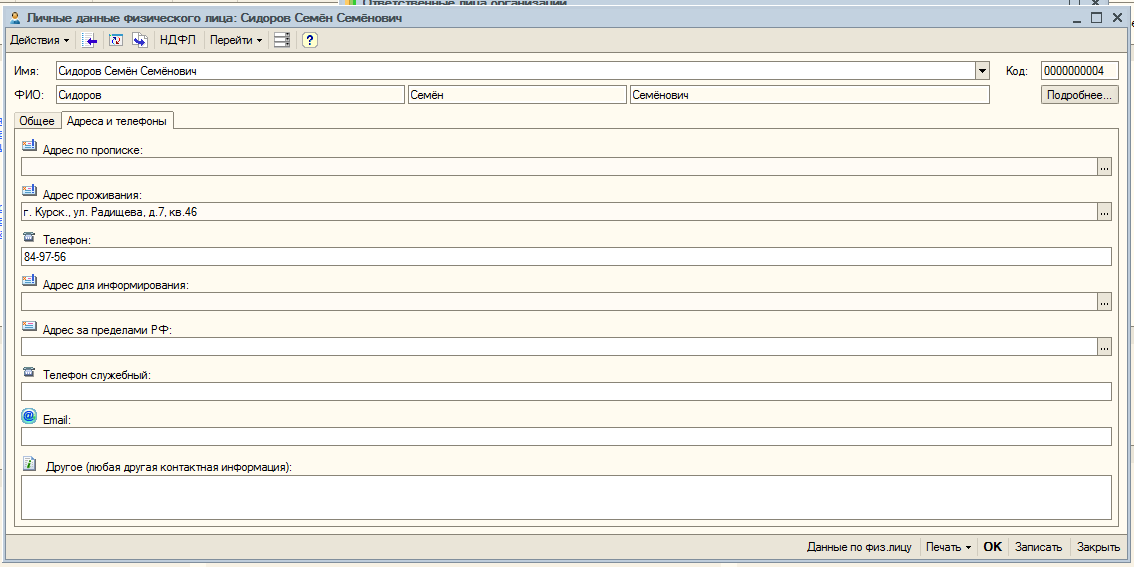 Ответственные лица организации
Личные данные физического лица: Сидоров Семён Семёнович
Действия НДФЛ Перейти ?
Имя: Сидоров Семён Семёнович Код: 0000000004
ФИО: Сидоров Семён Семёнович Подробнее...
Общее Адреса и телефоны
Адрес по прописке:
...
Адрес проживания:
г. Курск., ул. Радищева, д.7, кв.46 ...
Телефон:
84-97-56
Адрес для информирования:
...
Адрес за пределами РФ:
...
Телефон служебный:
@ Email:
Другое (любая другая контактная информация):
Данные по физ.лицу Печать OK Записать Закрыть